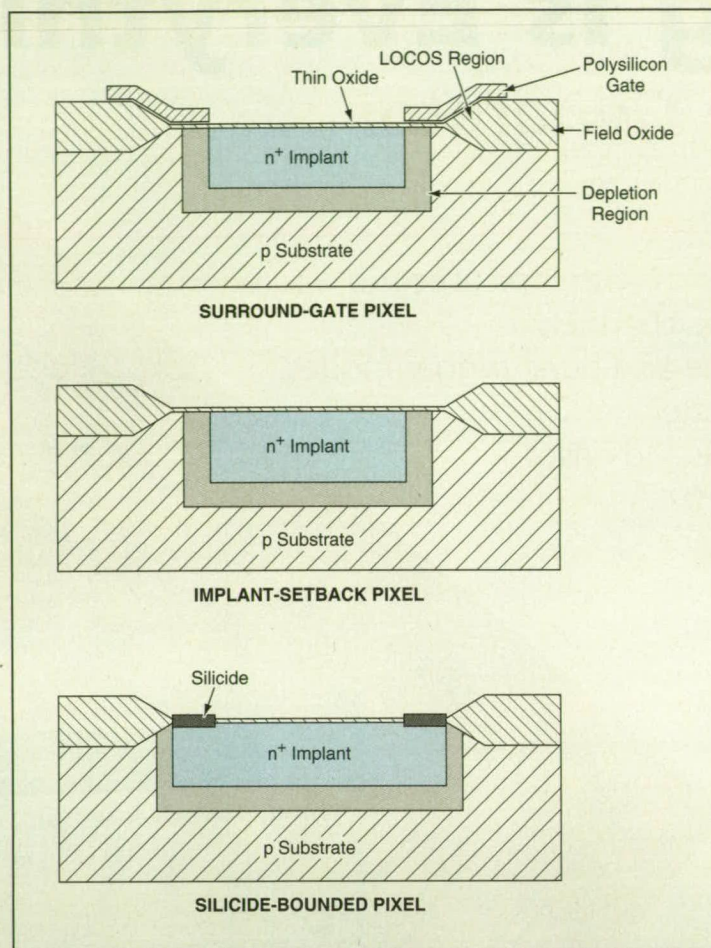 LOCOS Region
Thin Oxide
Polysilicon
Gate
Field Oxide
n+ Implant
Depletion
Region
p Substrate
SURROUND-GATE PIXEL
n+ Implant
p Substrate
IMPLANT-SETBACK PIXEL
Silicide
n+ Implant
p Substrate
SILICIDE-BOUNDED PIXEL